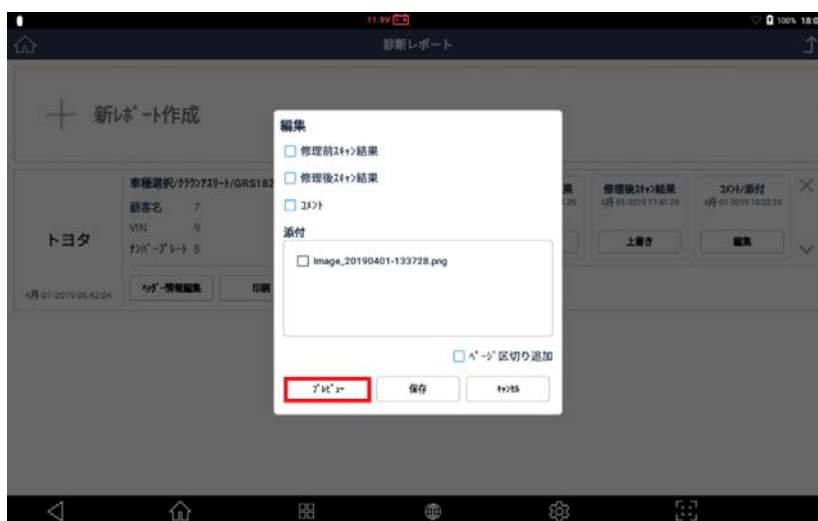 11.9V
100% 18:0
診断レポート
新ﾚﾎﾟｰﾄ作成
車種選択/ｸﾗｳﾝｱｽﾘｰﾄ/GRS182
顧客名 7
VIN 9
ﾅﾝﾊﾞｰﾌﾟﾚｰﾄ 8
トヨタ
4月 01-2019 05:42:04
ﾍｯﾀﾞｰ情報編集
印刷
編集
修理前ｽｷｬﾝ結果
修理後ｽｷｬﾝ結果
ｺﾒﾝﾄ
添付
Image_20190401-133728.png
ﾍﾟｰｼﾞ区切り追加
ﾌﾟﾚﾋﾞｭｰ
保存
ｷｬﾝｾﾙ
果
修理後ｽｷｬﾝ結果
4月-01-2019 17:41:29
上書き
ｺﾒﾝﾄ/添付
4月-01-2019 18:05:24
編集